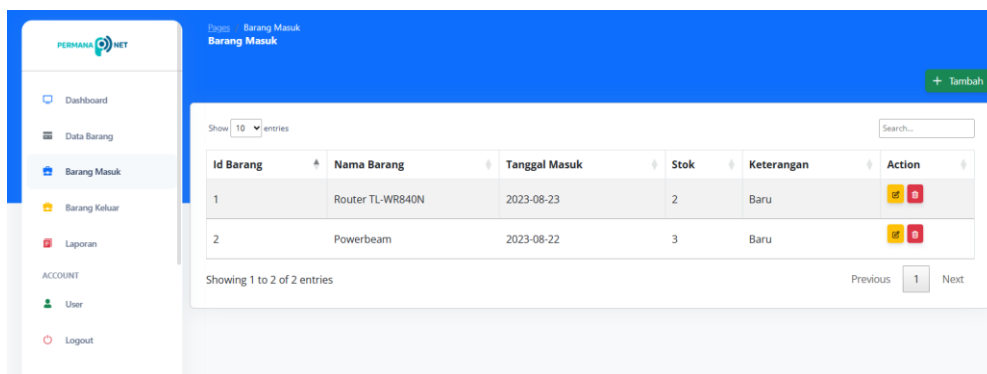 PERMANA P NET
Dashboard
Data Barang
Barang Masuk
Barang Keluar
Laporan
ACCOUNT
User
Logout
Pages / Barang Masuk
Barang Masuk
+ Tambah
Show 10 entries
Search...
Id Barang Nama Barang Tanggal Masuk Stok Keterangan Action
1 Router TL-WR840N 2023-08-23 2 Baru
2 Powerbeam 2023-08-22 3 Baru
Showing 1 to 2 of 2 entries
Previous 1 Next